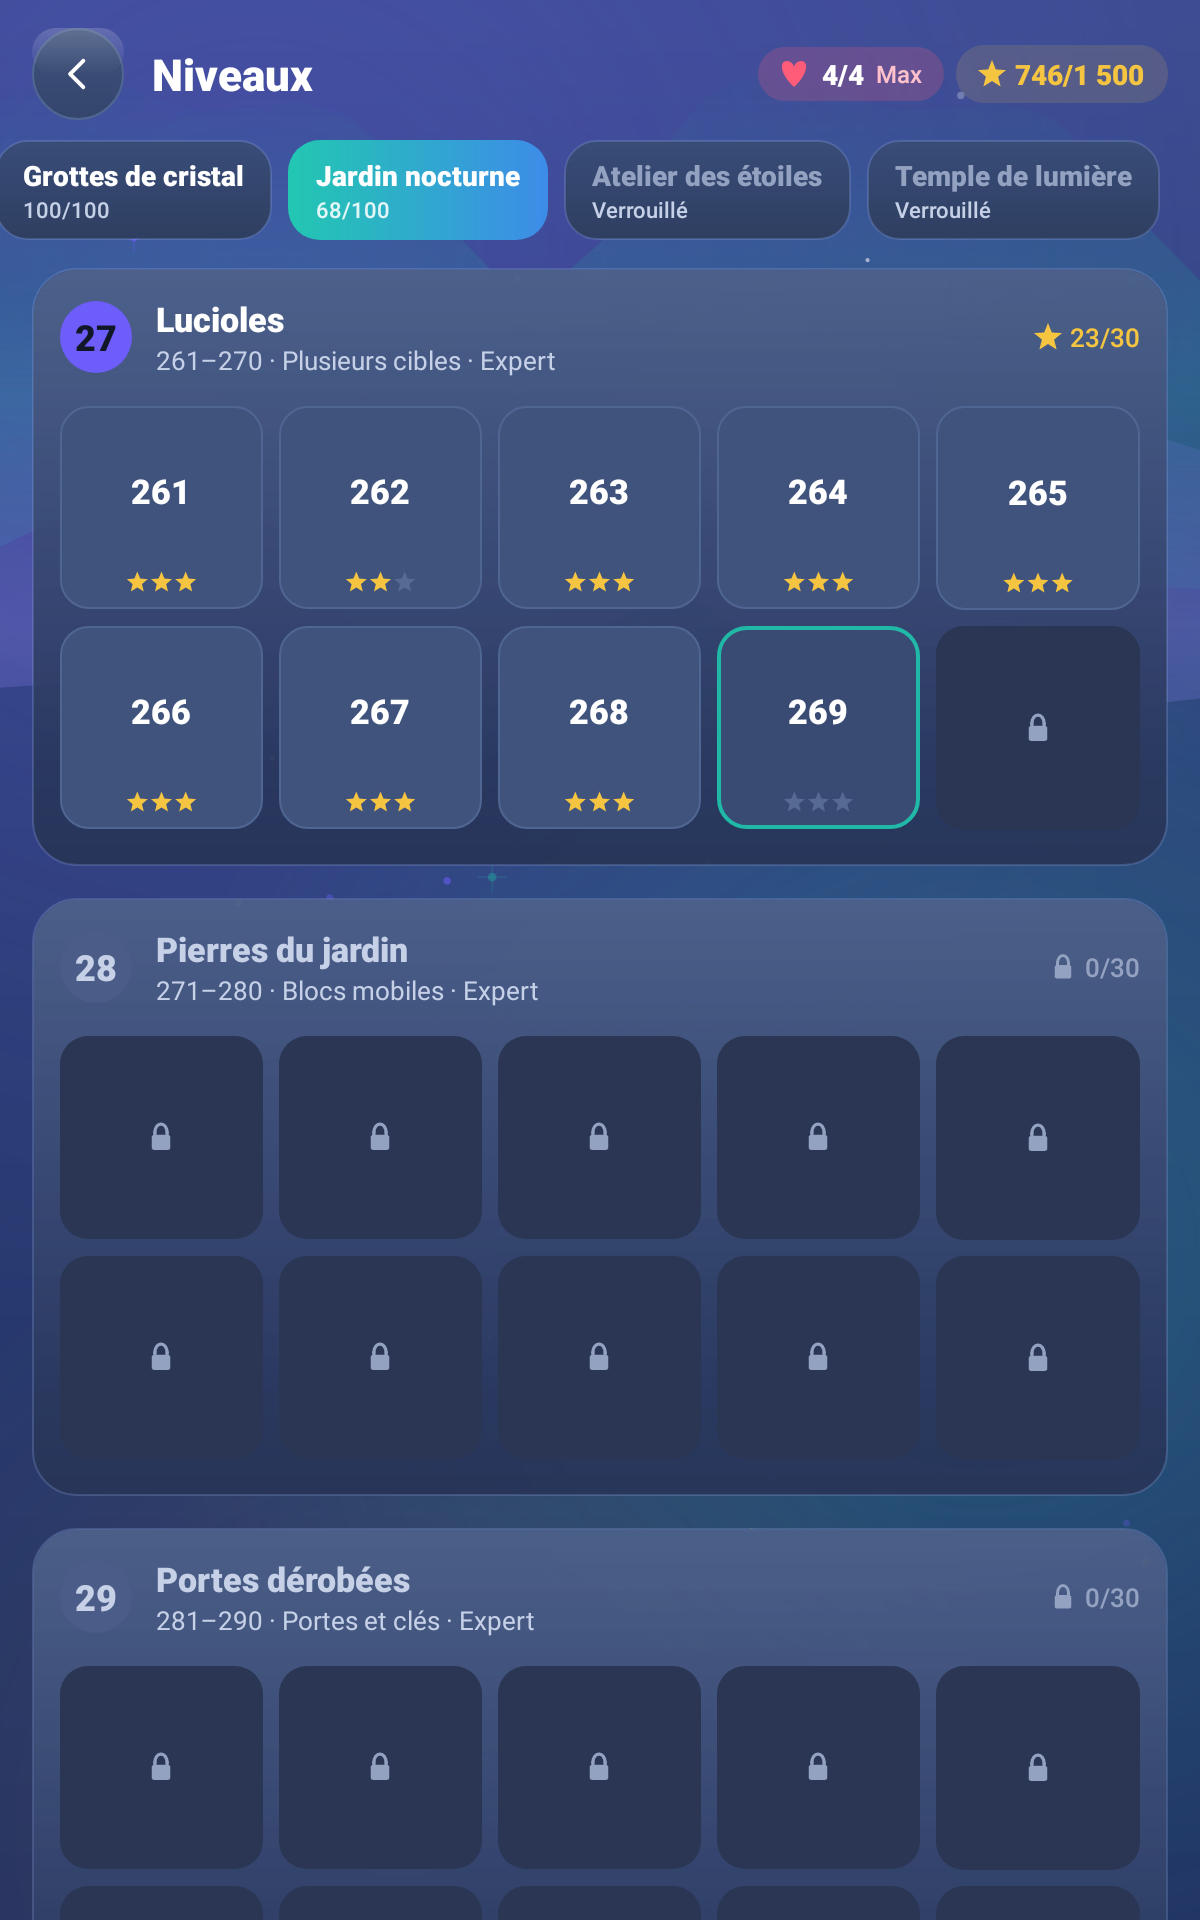 Niveaux
4/4 Max
746/1 500
Grottes de cristal
100/100
Jardin nocturne
68/100
Atelier des étoiles
Verrouillé
Temple de lumière
Verrouillé
27
Lucioles
261–270 · Plusieurs cibles · Expert
23/30
261
262
263
264
265
266
267
268
269
28
Pierres du jardin
271–280 · Blocs mobiles · Expert
0/30
29
Portes dérobées
281–290 · Portes et clés · Expert
0/30